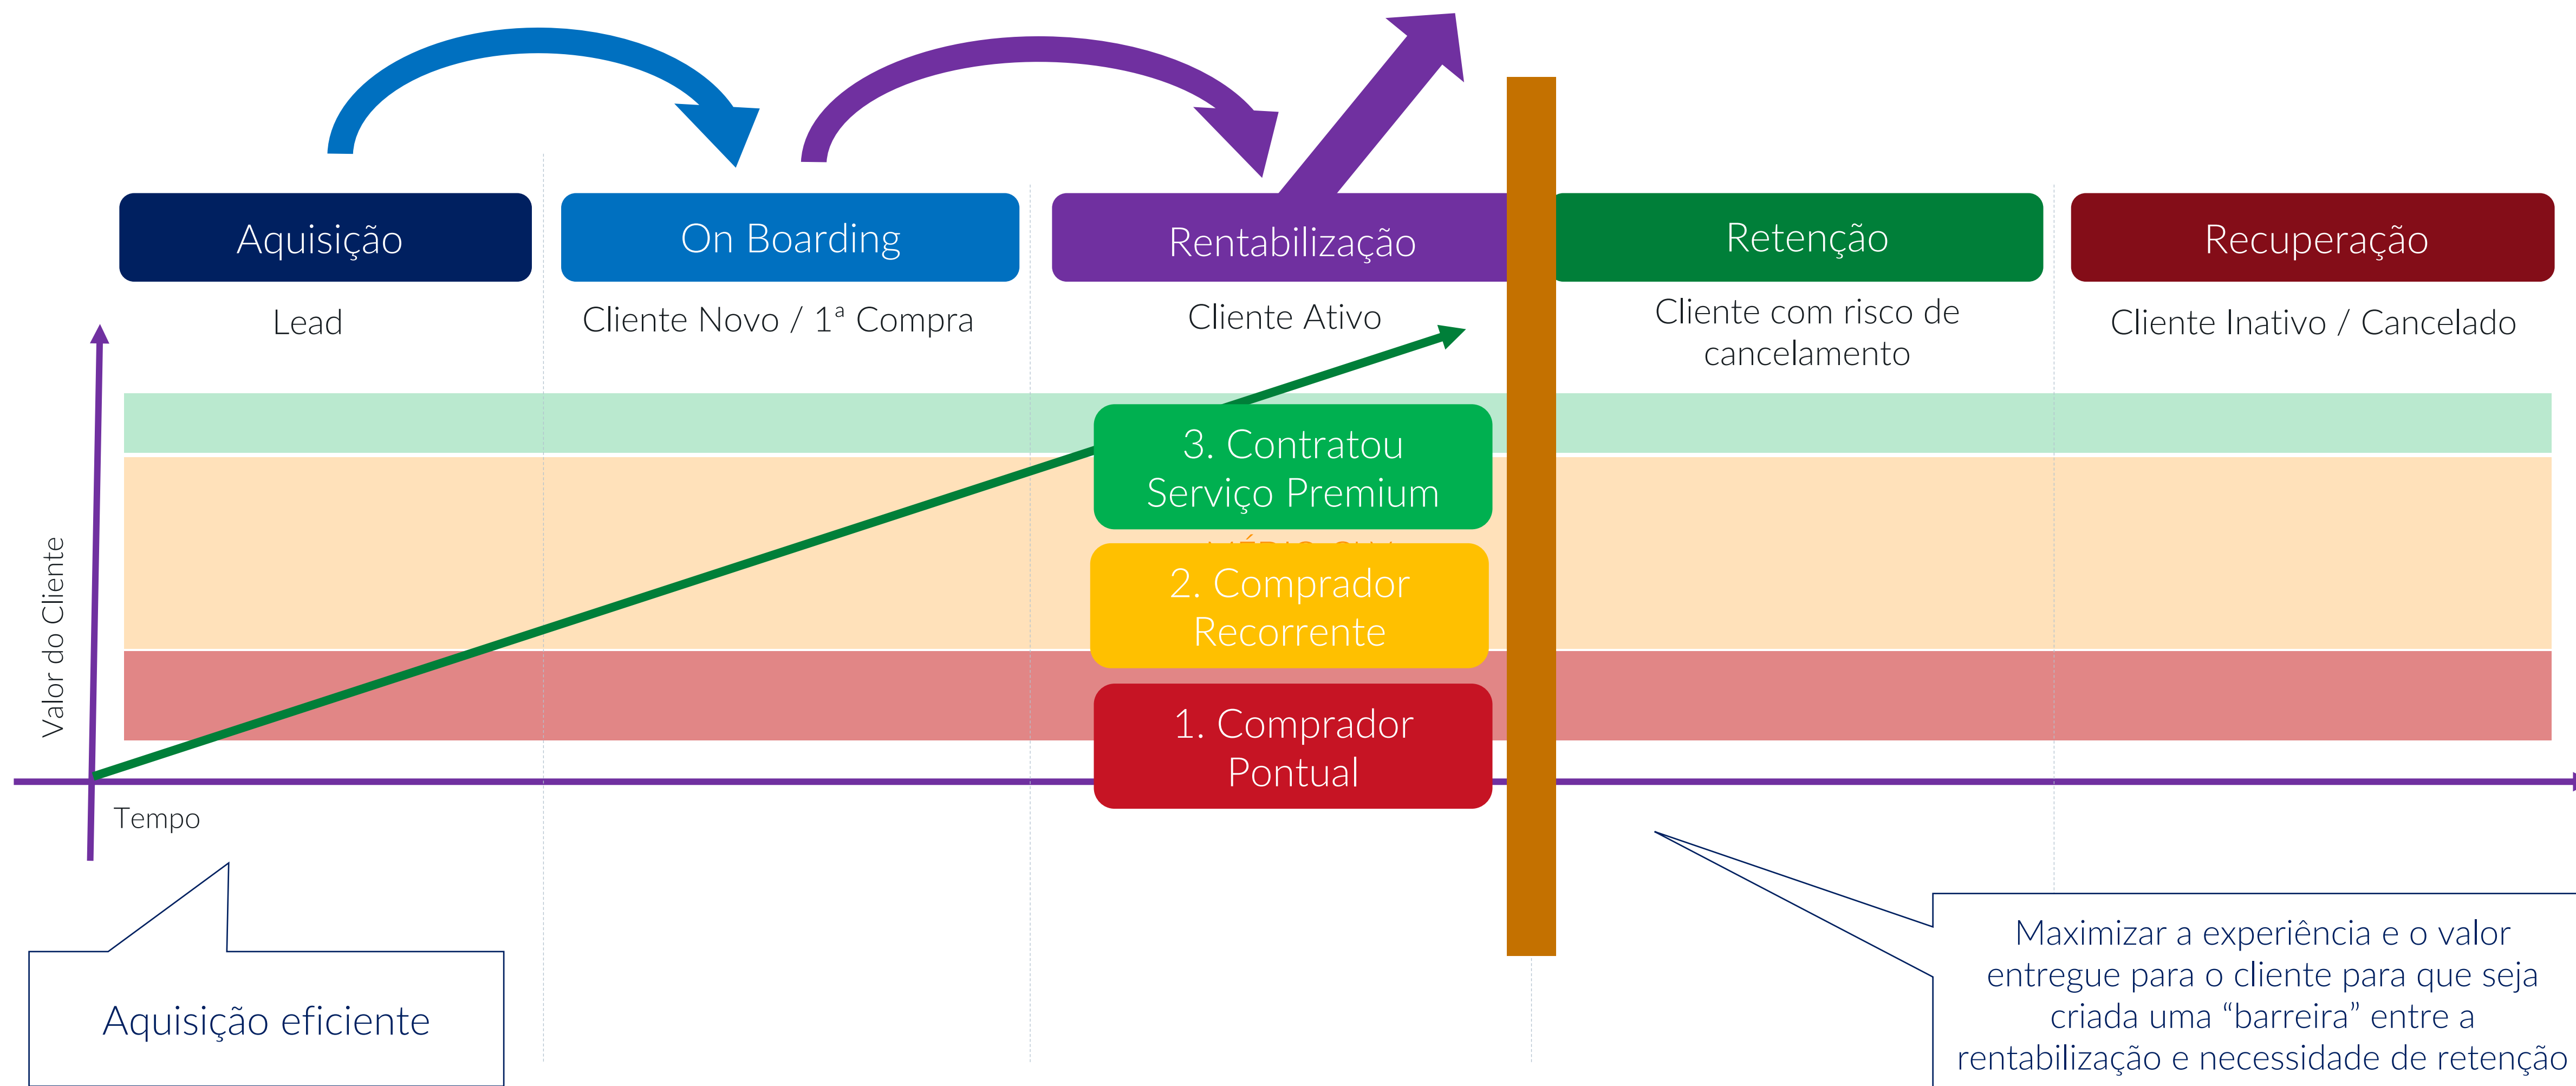 Aquisição
On Boarding
Rentabilização
Retenção
Recuperação
Lead
Cliente Novo / 1ª Compra
Cliente Ativo
Cliente com risco de
cancelamento
Cliente Inativo / Cancelado
Valor do Cliente
3. Contratou
Serviço Premium
2. Comprador
Recorrente
1. Comprador
Pontual
Tempo
Aquisição eficiente
Maximizar a experiência e o valor
entregue para o cliente para que seja
criada uma “barreira” entre a
rentabilização e necessidade de retenção